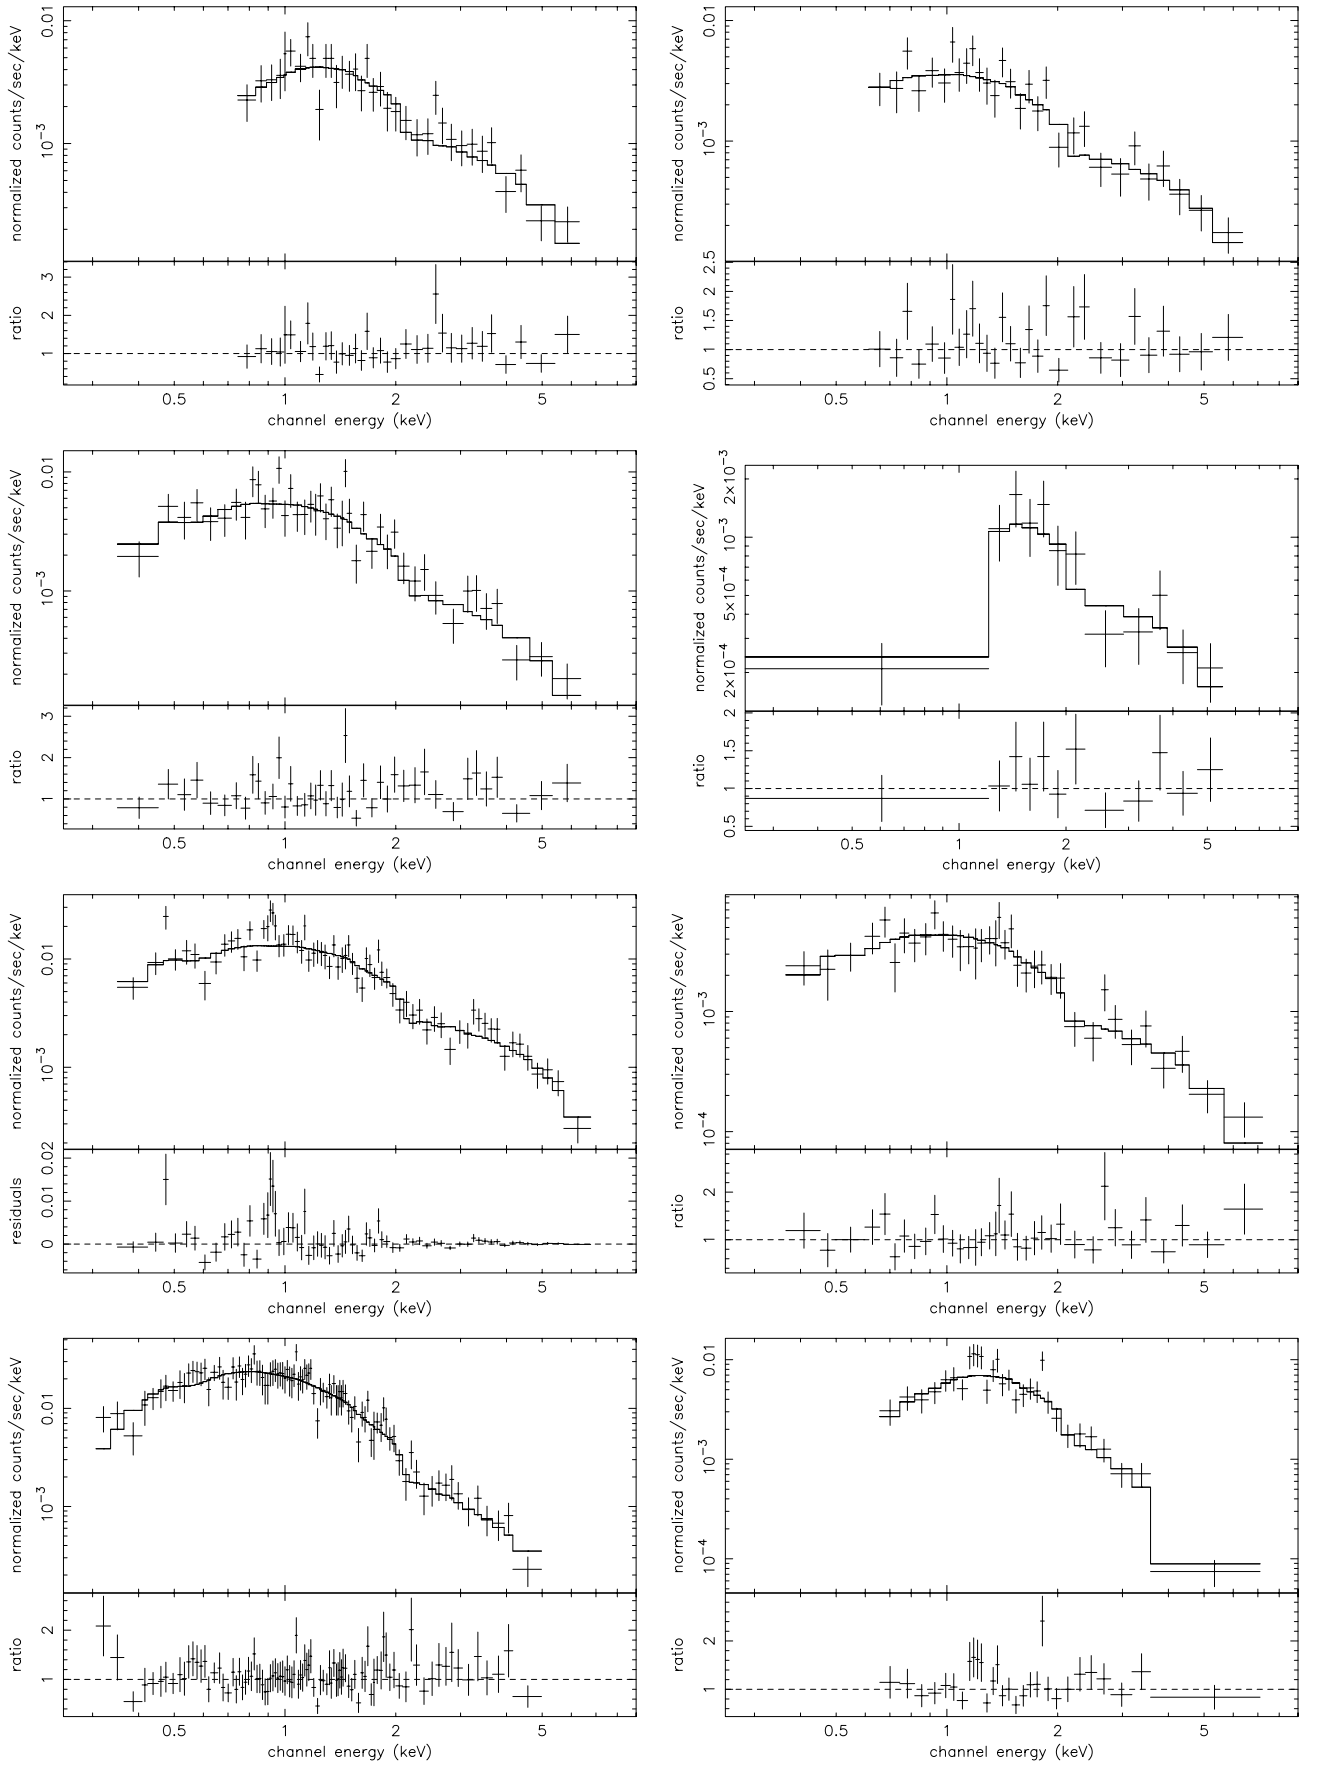 normalized counts/sec/keV
0.01
10⁻³
ratio
3
2
1
0.5 1 2 5
channel energy (keV)
normalized counts/sec/keV
0.01
10⁻³
ratio
2.5
2
1.5
1
0.5
0.5 1 2 5
channel energy (keV)
normalized counts/sec/keV
0.01
10⁻³
ratio
3
2
1
0.5 1 2 5
channel energy (keV)
normalized counts/sec/keV
2×10⁻³
10⁻³
5×10⁻⁴
2×10⁻⁴
ratio
2
1.5
1
0.5
0.5 1 2 5
channel energy (keV)
normalized counts/sec/keV
0.01
10⁻³
residuals
0.02
0.01
0
0.5 1 2 5
channel energy (keV)
normalized counts/sec/keV
10⁻³
10⁻⁴
ratio
2
1
0.5 1 2 5
channel energy (keV)
normalized counts/sec/keV
0.01
10⁻³
ratio
2
1
0.5 1 2 5
channel energy (keV)
normalized counts/sec/keV
0.01
10⁻³
10⁻⁴
ratio
2
1
0.5 1 2 5
channel energy (keV)